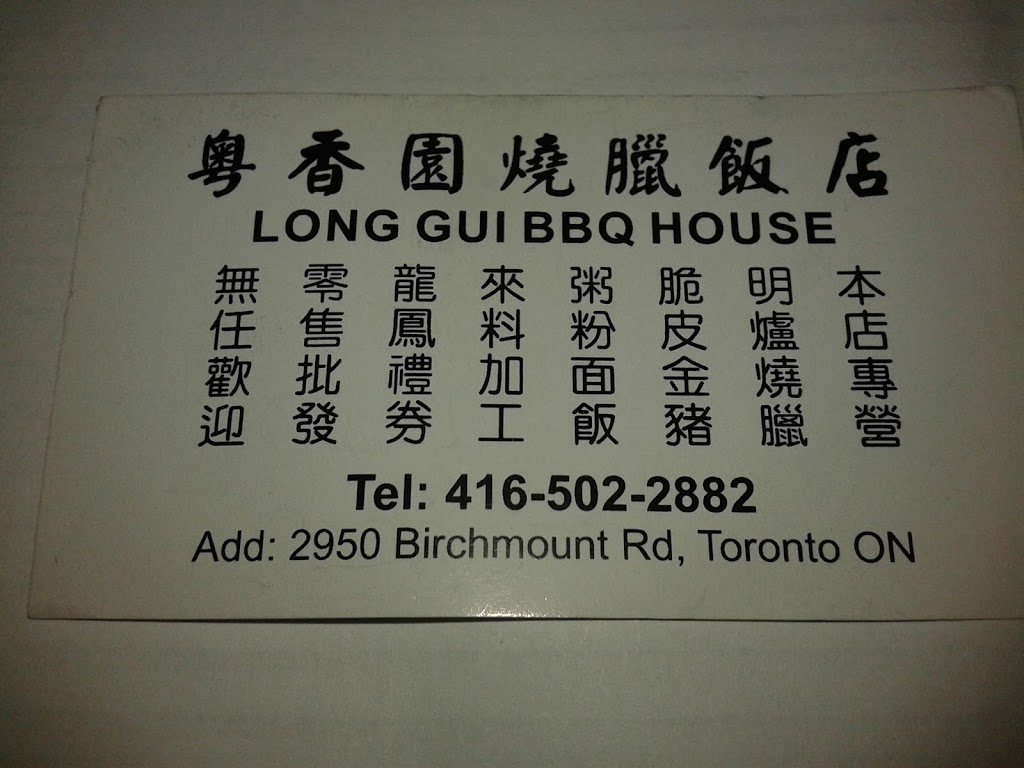 粵香園燒臘飯店
LONG GUI BBQ HOUSE
本店專營
明爐燒臘
脆皮金豬
粥粉面飯
來料加工
龍鳳禮券
零售批發
無任歡迎
Tel: 416-502-2882
Add: 2950 Birchmount Rd, Toronto ON